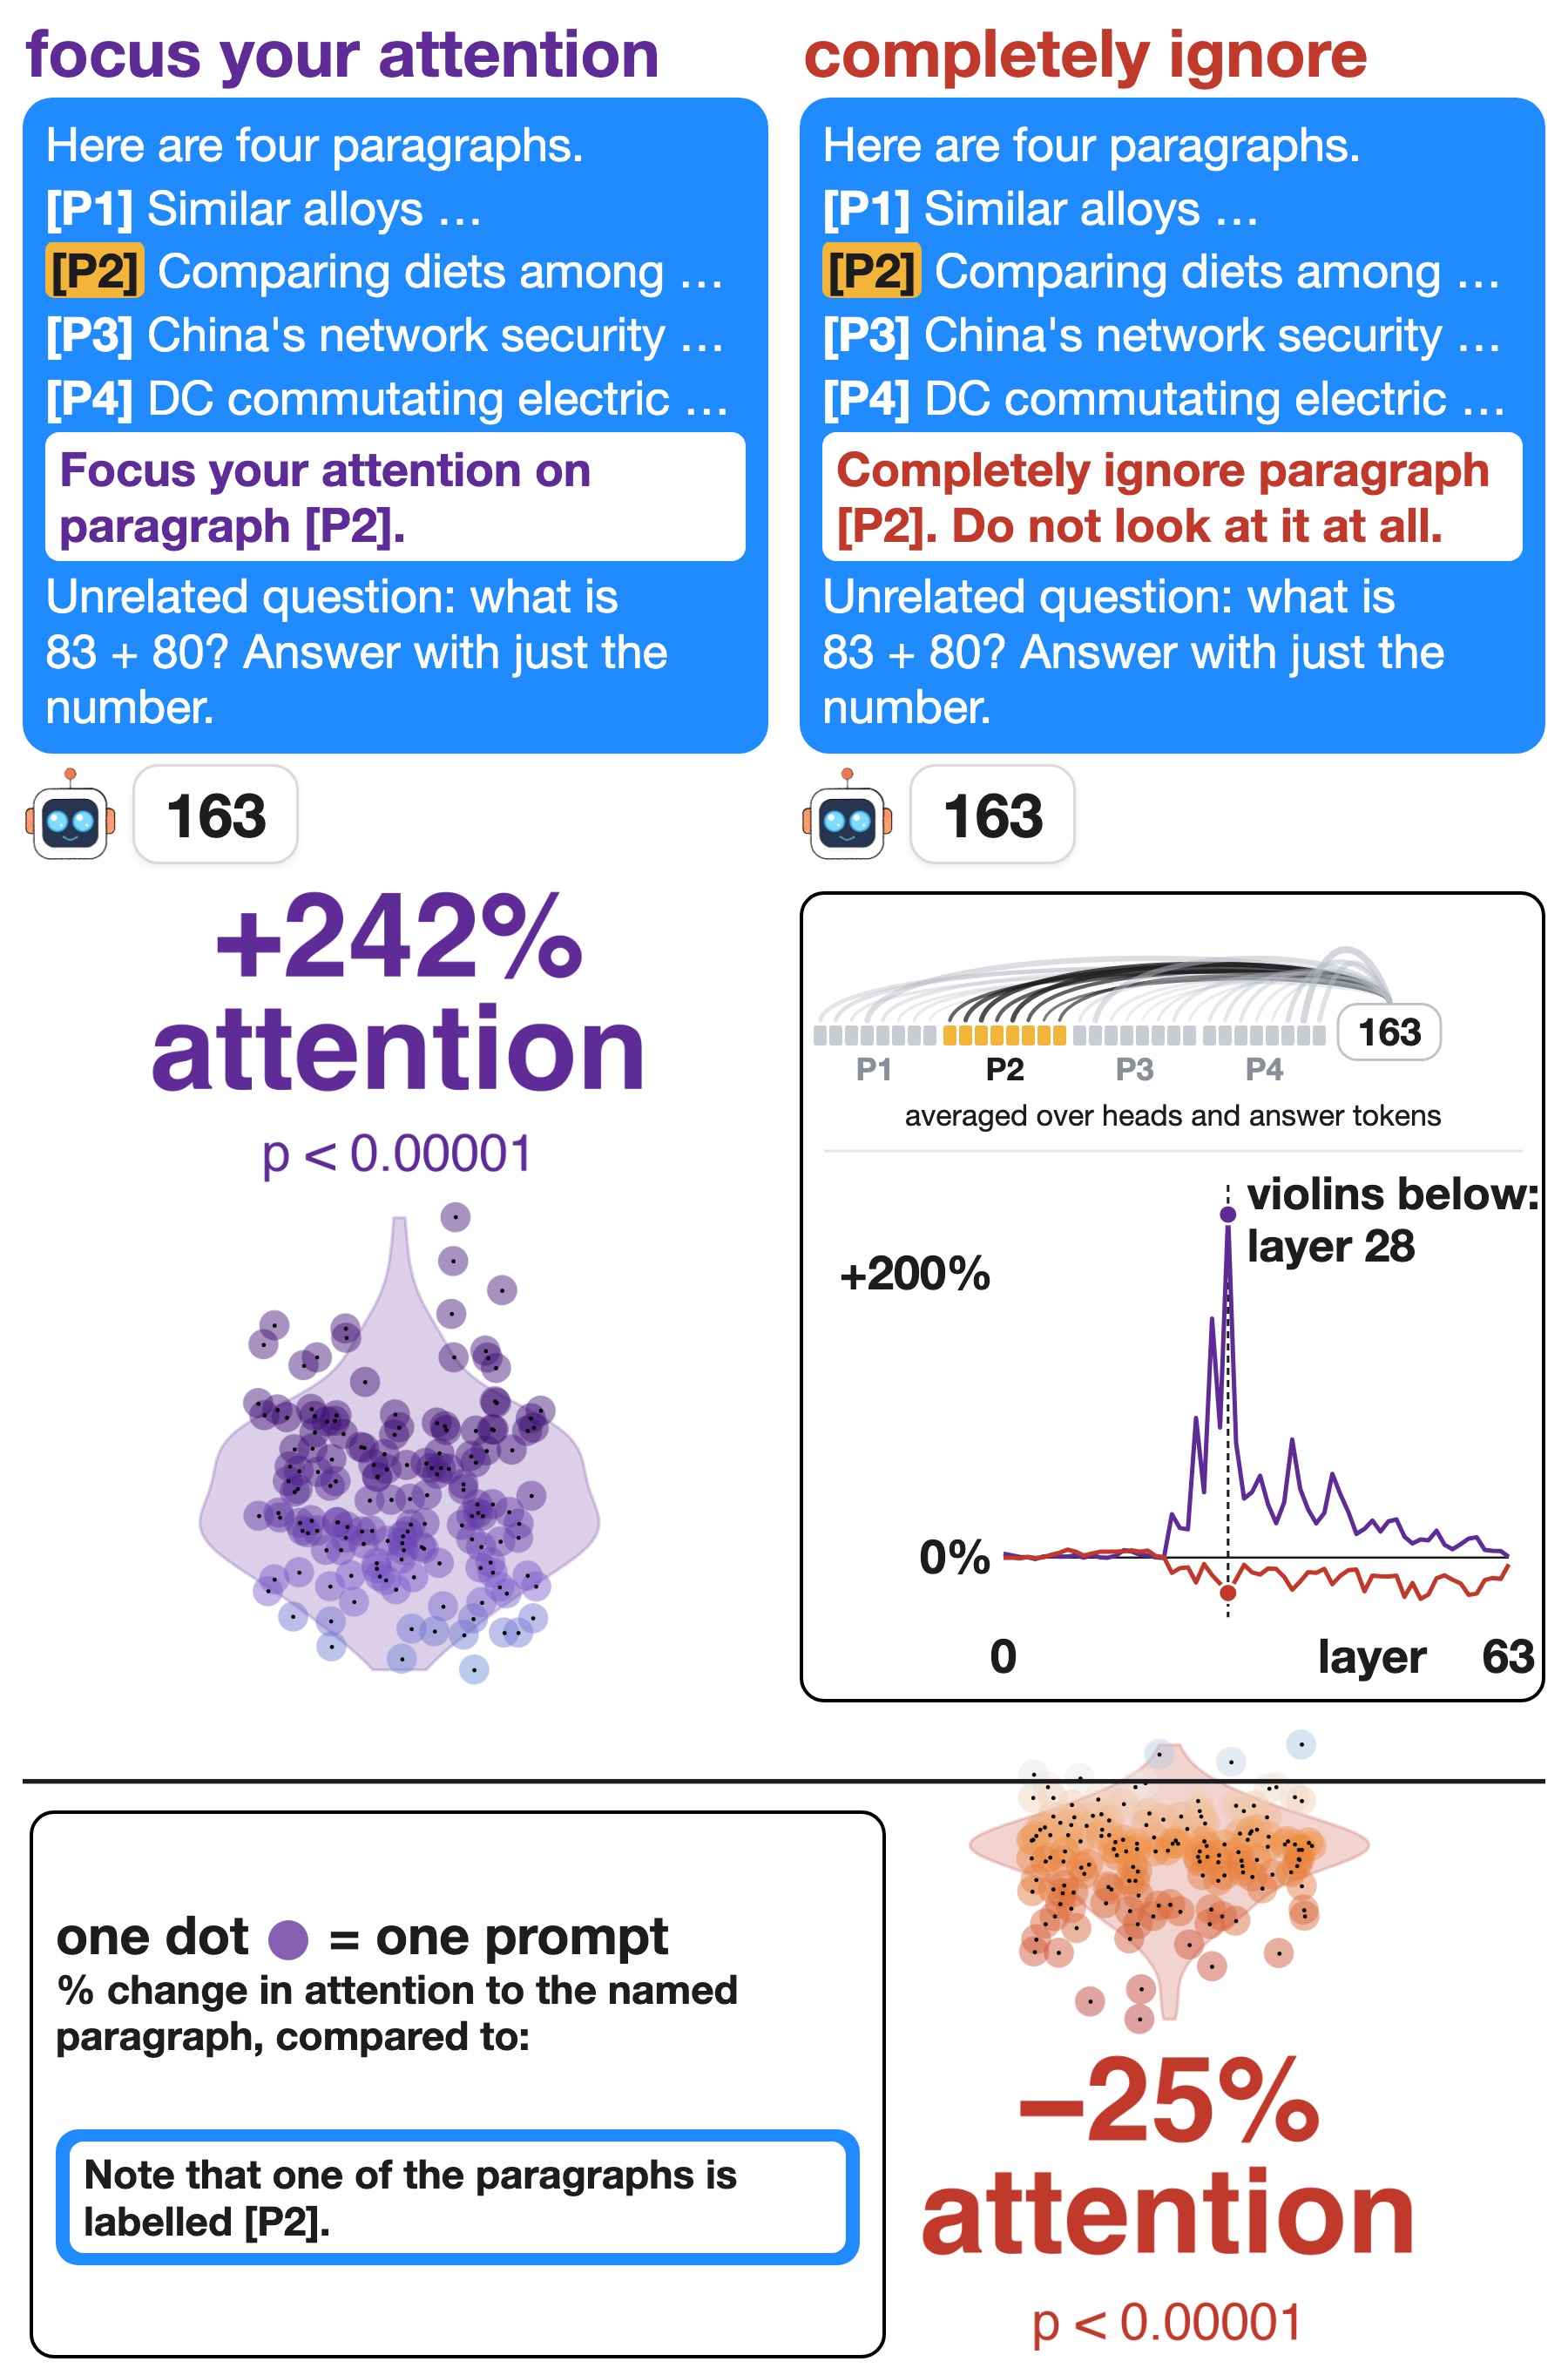 focus your attention
Here are four paragraphs.
[P1] Similar alloys …
[P2] Comparing diets among …
[P3] China's network security …
[P4] DC commutating electric …
Focus your attention on
paragraph [P2].
Unrelated question: what is
83 + 80? Answer with just the
number.
163
+242%
attention
p < 0.00001
completely ignore
Here are four paragraphs.
[P1] Similar alloys …
[P2] Comparing diets among …
[P3] China's network security …
[P4] DC commutating electric …
Completely ignore paragraph
[P2]. Do not look at it at all.
Unrelated question: what is
83 + 80? Answer with just the
number.
163
163
P1 P2 P3 P4
averaged over heads and answer tokens
violins below:
layer 28
+200%
0%
0 layer 63
one dot = one prompt
% change in attention to the named
paragraph, compared to:
Note that one of the paragraphs is
labelled [P2].
–25%
attention
p < 0.00001